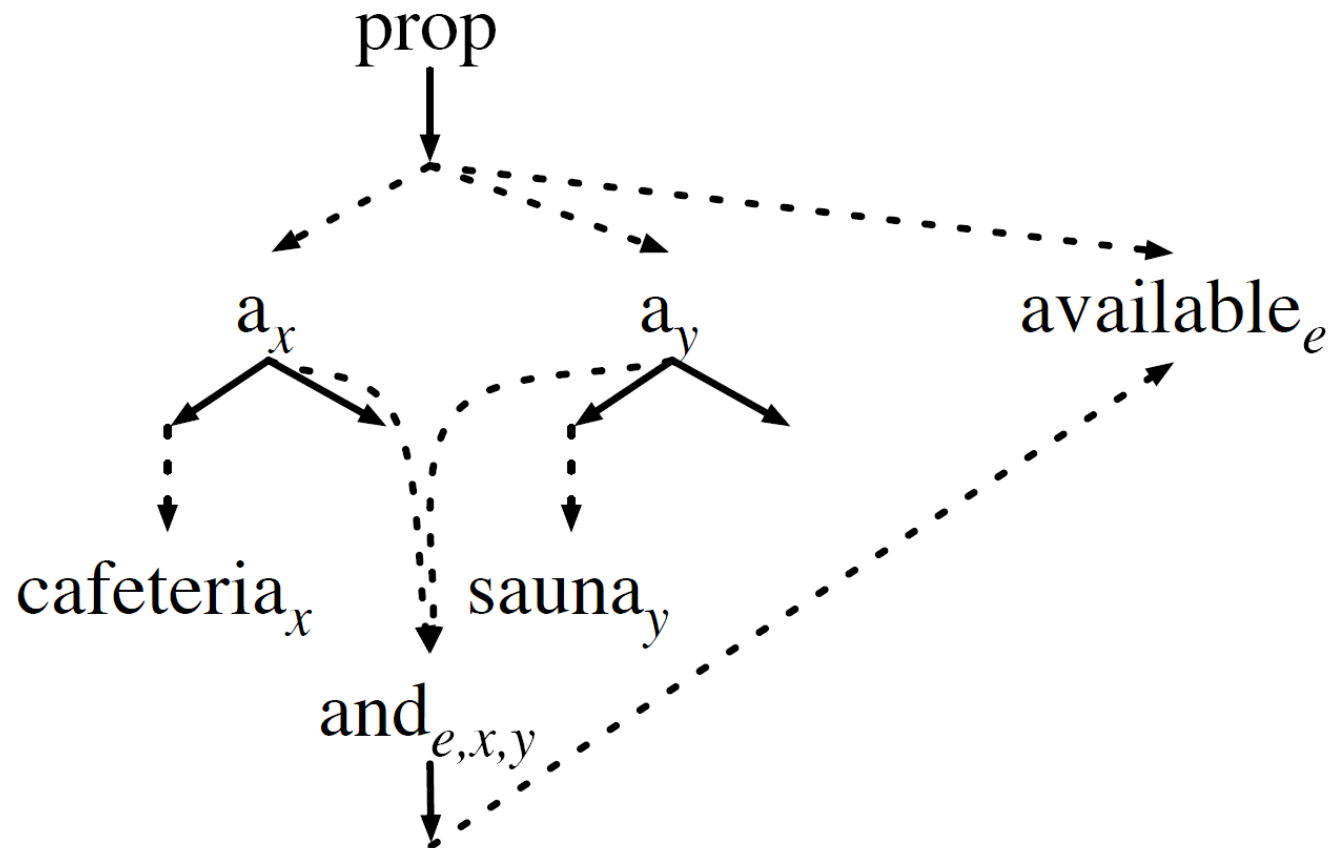 prop
a_x a_y available_e
cafeteria_x sauna_y
and_e,x,y